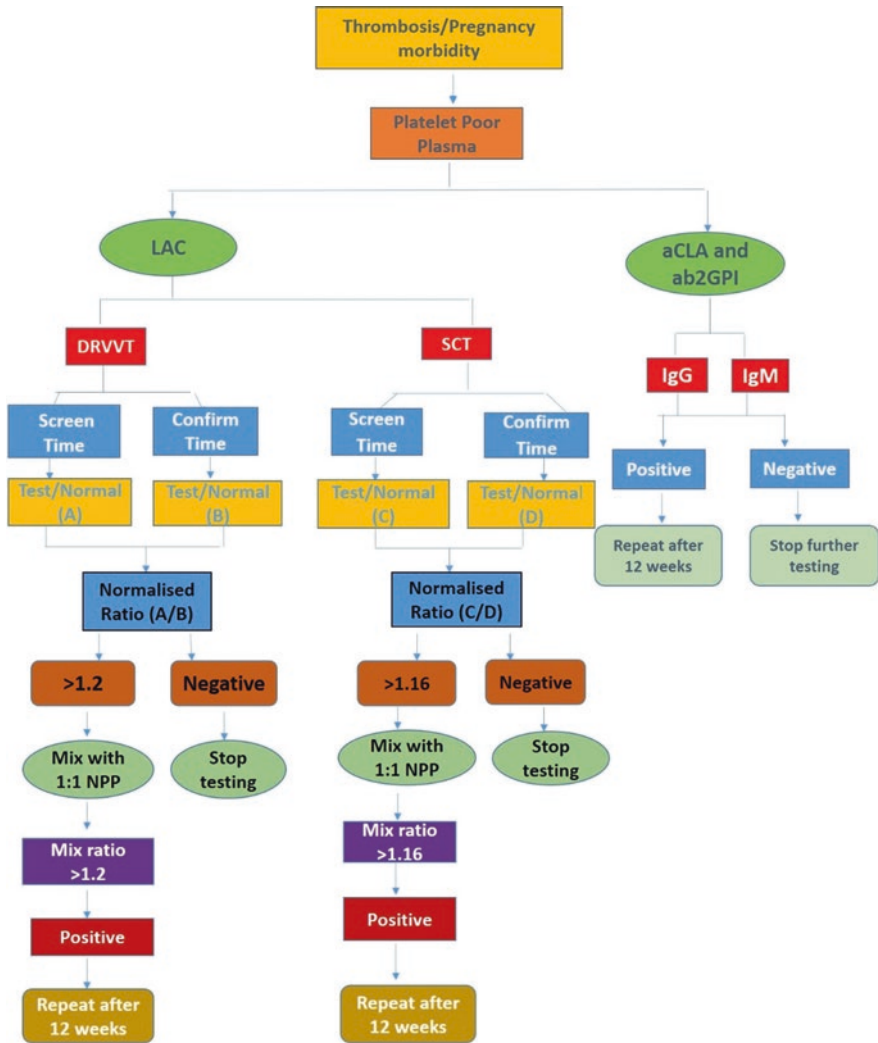 Thrombosis/Pregnancy
morbidity
Platelet Poor
Plasma
LAC
aCLA and
ab2GPI
DRVVT
SCT
IgG
IgM
Screen
Time
Confirm
Time
Screen
Time
Confirm
Time
Positive
Negative
Test/Normal
(A)
Test/Normal
(B)
Test/Normal
(C)
Test/Normal
(D)
Repeat after
12 weeks
Stop further
testing
Normalised
Ratio (A/B)
Normalised
Ratio (C/D)
>1.2
Negative
>1.16
Negative
Mix with
1:1 NPP
Stop
testing
Mix with
1:1 NPP
Stop
testing
Mix ratio
>1.2
Mix ratio
>1.16
Positive
Positive
Repeat after
12 weeks
Repeat after
12 weeks